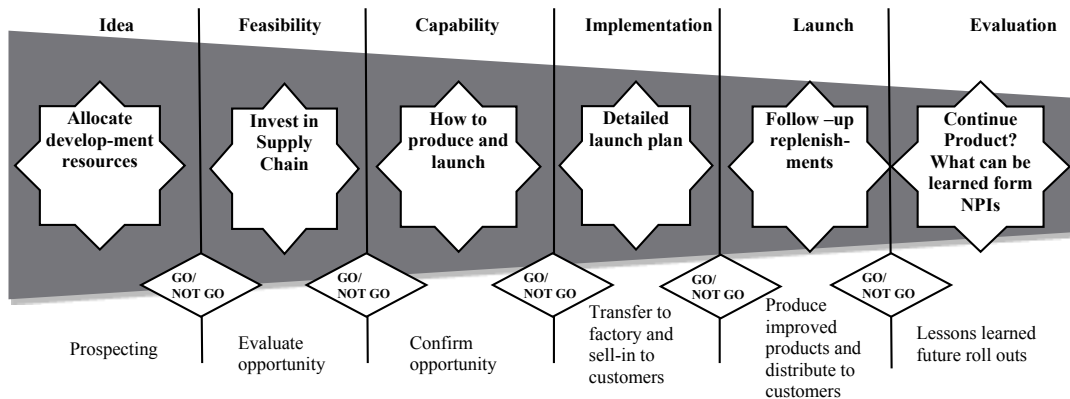 Idea
Feasibility
Capability
Implementation
Launch
Evaluation
Allocate
develop-ment
resources
Invest in
Supply
Chain
How to
produce and
launch
Detailed
launch plan
Follow –up
replenish-
ments
Continue
Product?
What can be
learned form
NPIs
GO/
NOT GO
GO/
NOT GO
GO/
NOT GO
GO/
NOT GO
GO/
NOT GO
Prospecting
Evaluate
opportunity
Confirm
opportunity
Transfer to
factory and
sell-in to
customers
Produce
improved
products and
distribute to
customers
Lessons learned
future roll outs